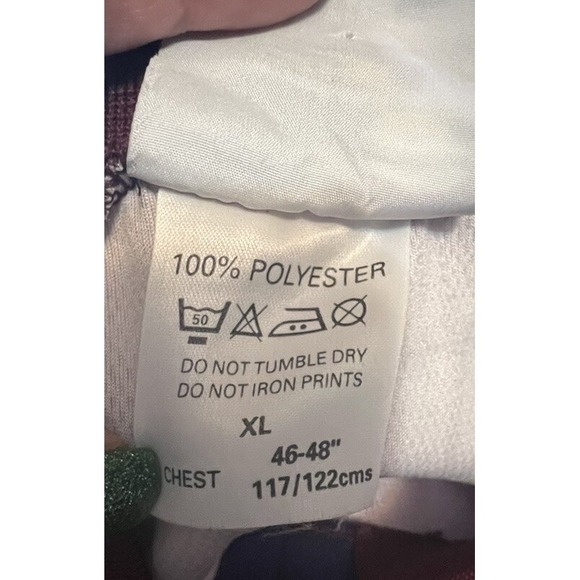 100% POLYESTER
50
DO NOT TUMBLE DRY
DO NOT IRON PRINTS
XL
46-48"
CHEST 117/122cms